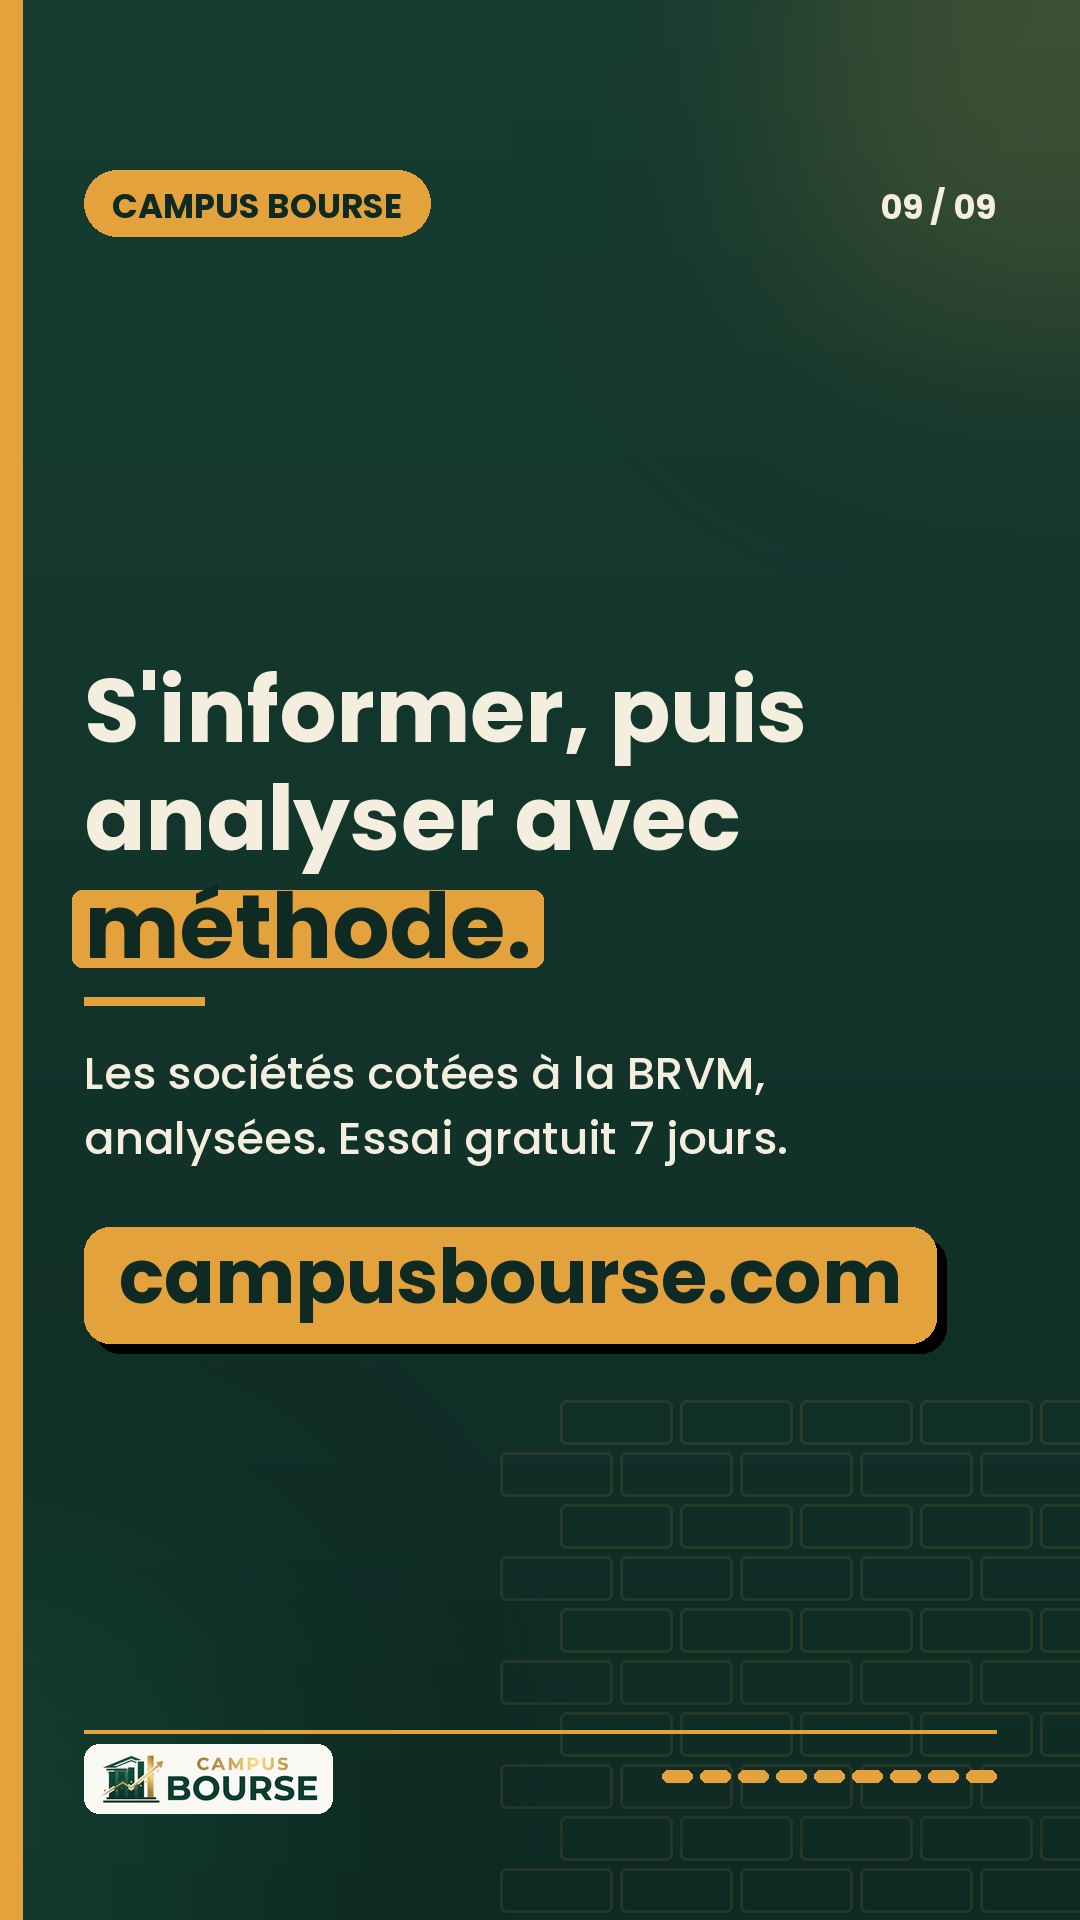 CAMPUS BOURSE
09 / 09
S'informer, puis
analyser avec
méthode.
Les sociétés cotées à la BRVM,
analysées. Essai gratuit 7 jours.
campusbourse.com
CAMPUS
BOURSE